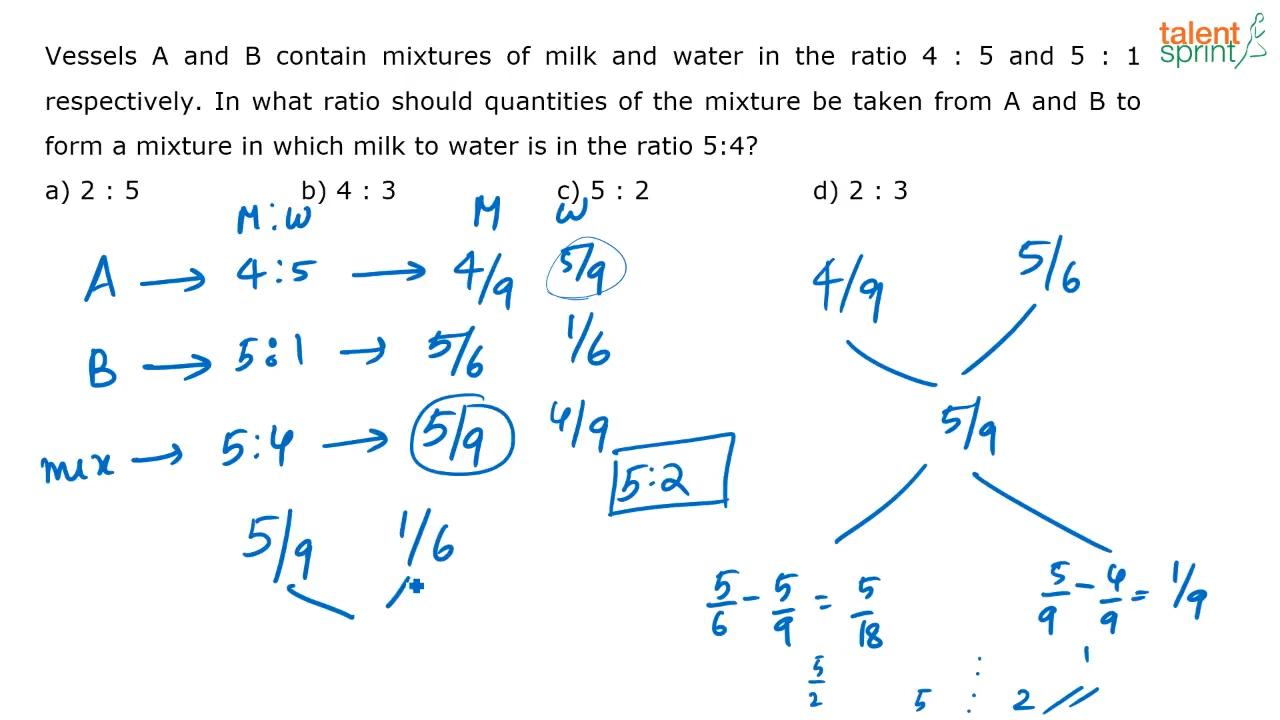 talent
sprint
Vessels A and B contain mixtures of milk and water in the ratio 4 : 5 and 5 : 1
respectively. In what ratio should quantities of the mixture be taken from A and B to
form a mixture in which milk to water is in the ratio 5:4?
a) 2 : 5 b) 4 : 3 c) 5 : 2 d) 2 : 3
M : W M W
A → 4 : 5 → 4/9 5/9
B → 5 : 1 → 5/6 1/6
mix → 5 : 4 → 5/9 4/9
5 : 2
5/9 1/6
4/9 5/6
5/9
5/6 - 5/9 = 5/18 5/9 - 4/9 = 1/9
5/2 : 1
5 : 2 //